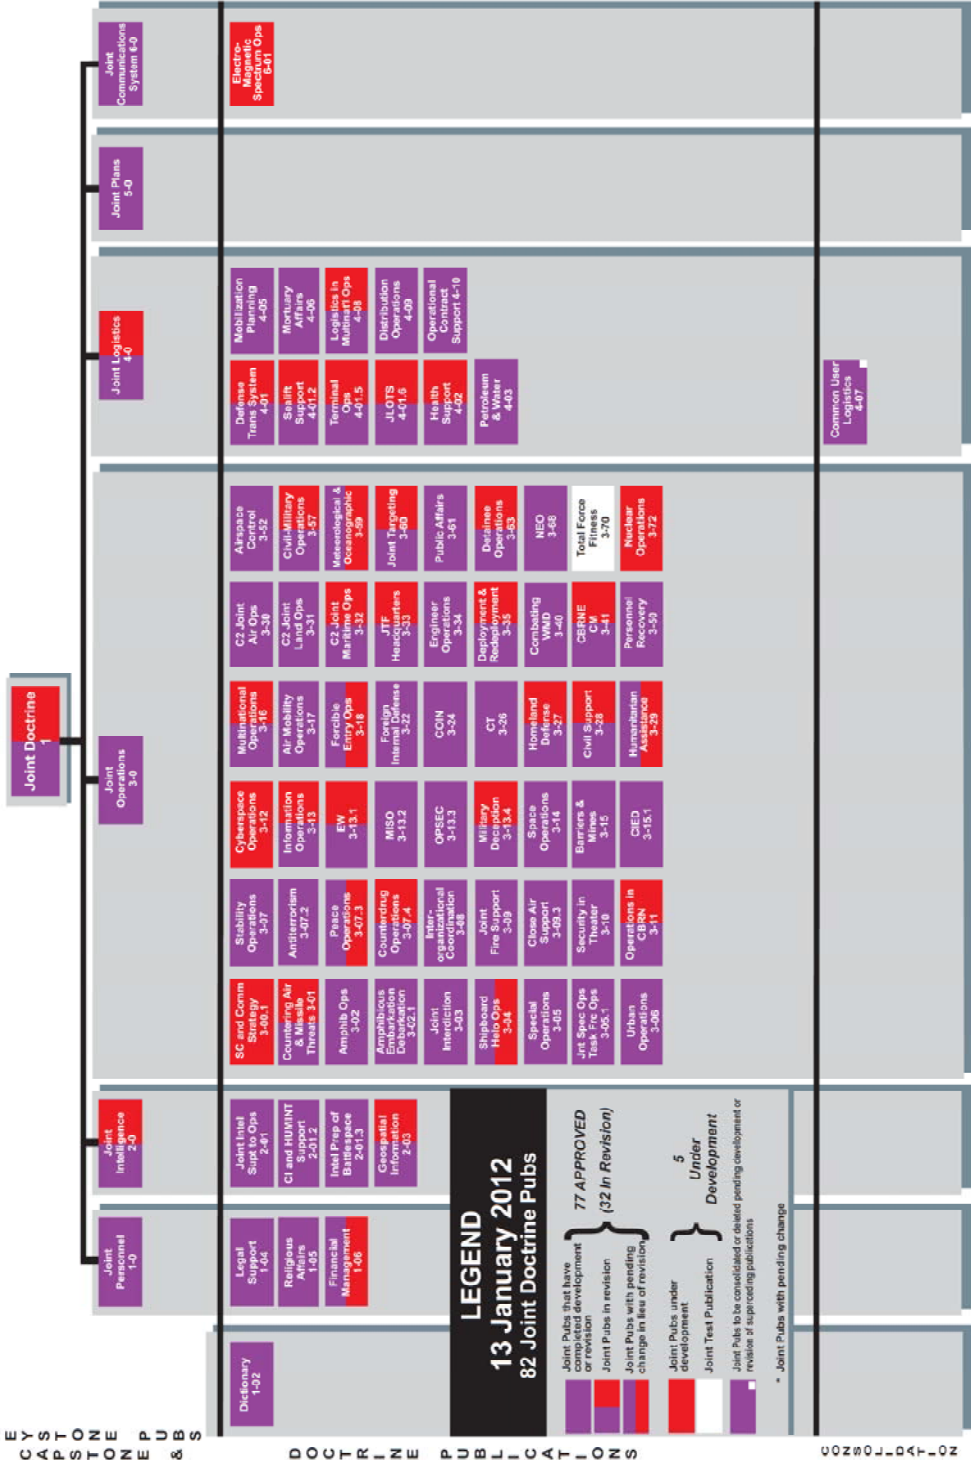 Joint Doctrine
1
CAPSTONE &
EYSTONE PUBS
Joint
Personnel
1-0
Joint
Intelligence
2-0
Joint
Operations
3-0
Joint Logistics
4-0
Joint Plans
5-0
Joint
Communications
System 6-0
DOCTRINE PUBLICATIONS
Dictionary
1-02
Legal
Support
1-04
Religious
Affairs
1-05
Financial
Management
1-06
Joint Intel
Supt to Ops
2-01
CI and HUMINT
Support
2-01.2
Intel Prep of
Battlespace
2-01.3
Geospatial
Information
2-03
SC and Comm
Strategy
3-00.1
Countering Air
& Missile
Threats 3-01
Amphib Ops
3-02
Amphibious
Embarkation
Debarkation
3-02.1
Joint
Interdiction
3-03
Shipboard
Helo Ops
3-04
Special
Operations
3-05
Jnt Spec Ops
Task Frc Ops
3-05.1
Urban
Operations
3-06
Stability
Operations
3-07
Antiterrorism
3-07.2
Peace
Operations
3-07.3
Counterdrug
Operations
3-07.4
Inter-
organizational
Coordination
3-08
Joint
Fire Support
3-09
Close Air
Support
3-09.3
Security in
Theater
3-10
Operations in
CBRN
3-11
Cyberspace
Operations
3-12
Information
Operations
3-13
EW
3-13.1
MISO
3-13.2
OPSEC
3-13.3
Military
Deception
3-13.4
Space
Operations
3-14
Barriers &
Mines
3-15
CIED
3-15.1
Multinational
Operations
3-16
Air Mobility
Operations
3-17
Forcible
Entry Ops
3-18
Foreign
Internal Defense
3-22
COIN
3-24
CT
3-26
Homeland
Defense
3-27
Civil Support
3-28
Humanitarian
Assistance
3-29
C2 Joint
Air Ops
3-30
C2 Joint
Land Ops
3-31
C2 Joint
Maritime Ops
3-32
JTF
Headquarters
3-33
Engineer
Operations
3-34
Deployment &
Redeployment
3-35
Combating
WMD
3-40
CBRNE
CM
3-41
Personnel
Recovery
3-50
Airspace
Control
3-52
Civil-Military
Operations
3-57
Meteorological &
Oceanographic
3-59
Joint Targeting
3-60
Public Affairs
3-61
Detainee
Operations
3-63
NEO
3-68
Total Force
Fitness
3-70
Nuclear
Operations
3-72
Defense
Trans System
4-01
Sealift
Support
4-01.2
Terminal
Ops
4-01.5
JLOTS
4-01.6
Health
Support
4-02
Petroleum
& Water
4-03
Mobilization
Planning
4-05
Mortuary
Affairs
4-06
Logistics in
Multinat'l Ops
4-08
Distribution
Operations
4-09
Operational
Contract
Support 4-10
Electro-
Magnetic
Spectrum Ops
6-01
LEGEND
13 January 2012
82 Joint Doctrine Pubs
Joint Pubs that have
completed development
or revision
Joint Pubs in revision
Joint Pubs with pending
change in lieu of revision
77 APPROVED
(32 In Revision)
Joint Pubs under
development
Joint Test Publication
5
Under
Development
Joint Pubs to be consolidated or deleted pending development or
revision of superceding publications
* Joint Pubs with pending change
CONSOLIDATION
Common User
Logistics
4-07